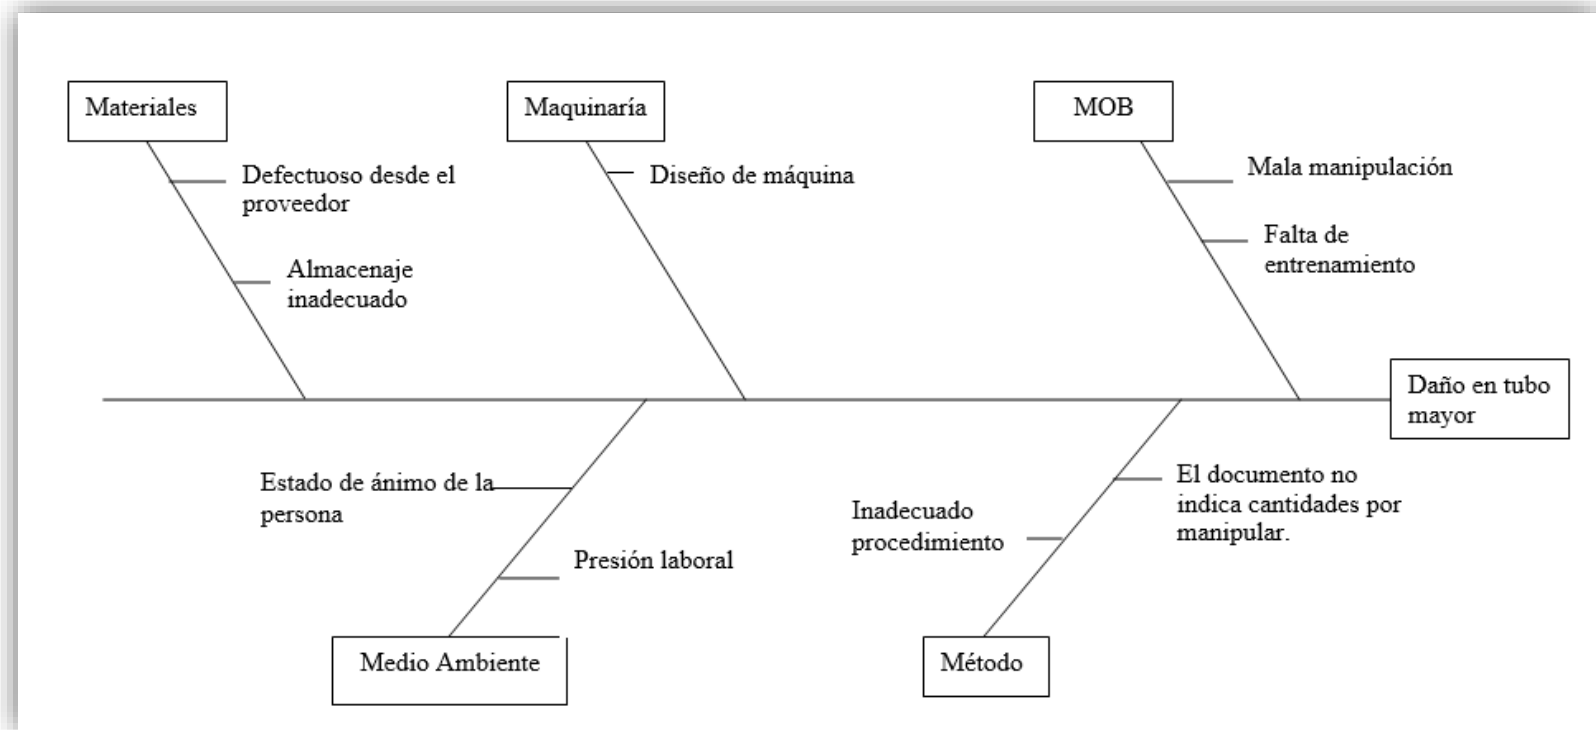 Materiales
Maquinaría
MOB
Defectuoso desde el
proveedor
Diseño de máquina
Mala manipulación
Almacenaje
inadecuado
Falta de
entrenamiento
Daño en tubo
mayor
Estado de ánimo de la
persona
Presión laboral
Inadecuado
procedimiento
El documento no
indica cantidades por
manipular.
Medio Ambiente
Método